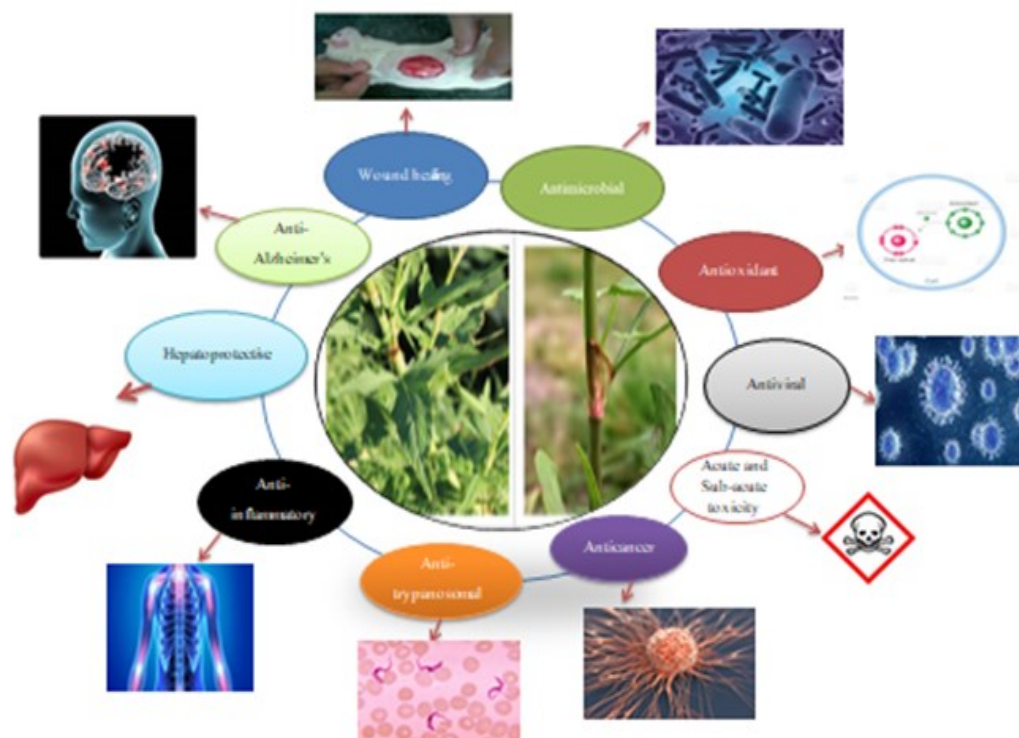 Wound healing
Antimicrobial
Anti-
Alzheimer's
Antioxidant
Hepatoprotective
Antiviral
Acute and
Sub-acute
toxicity
Anti-
inflammatory
Anticancer
Anti-
trypanosomal